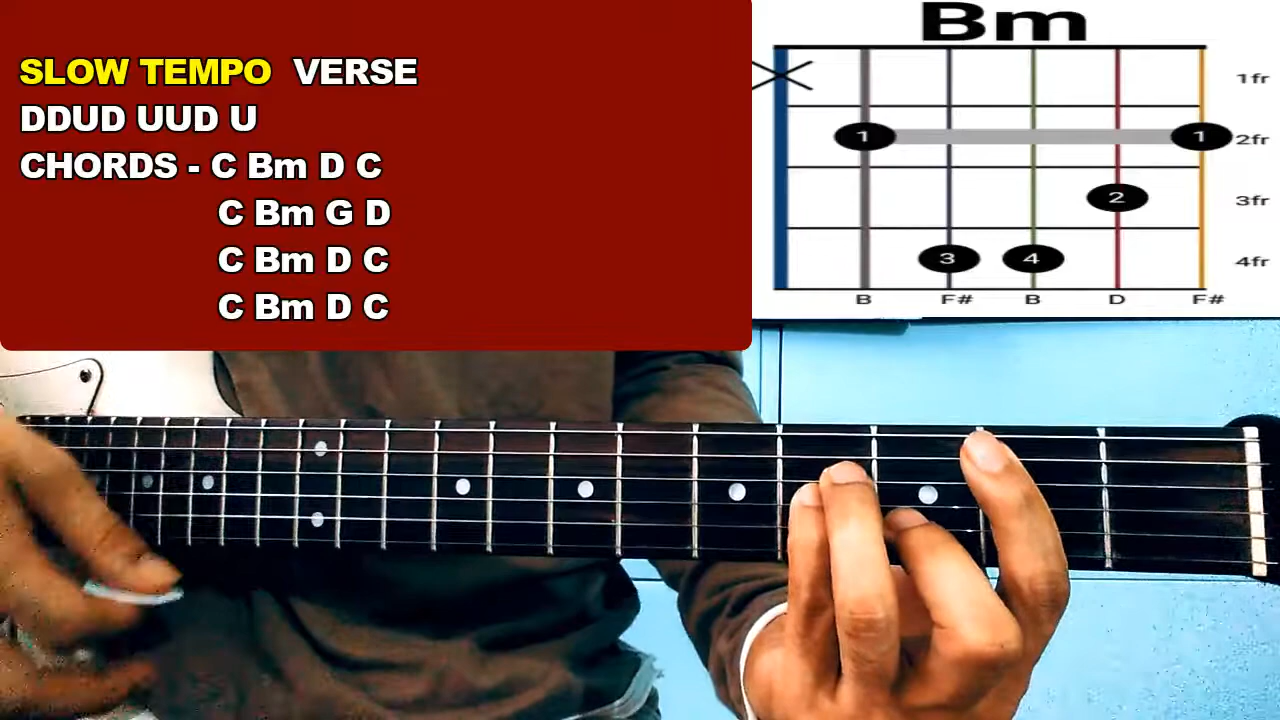 SLOW TEMPO VERSE
DDUD UUD U
CHORDS - C Bm D C
C Bm G D
C Bm D C
C Bm D C
Bm
1fr
1 1 2fr
2 3fr
3 4 4fr
B F# B D F#